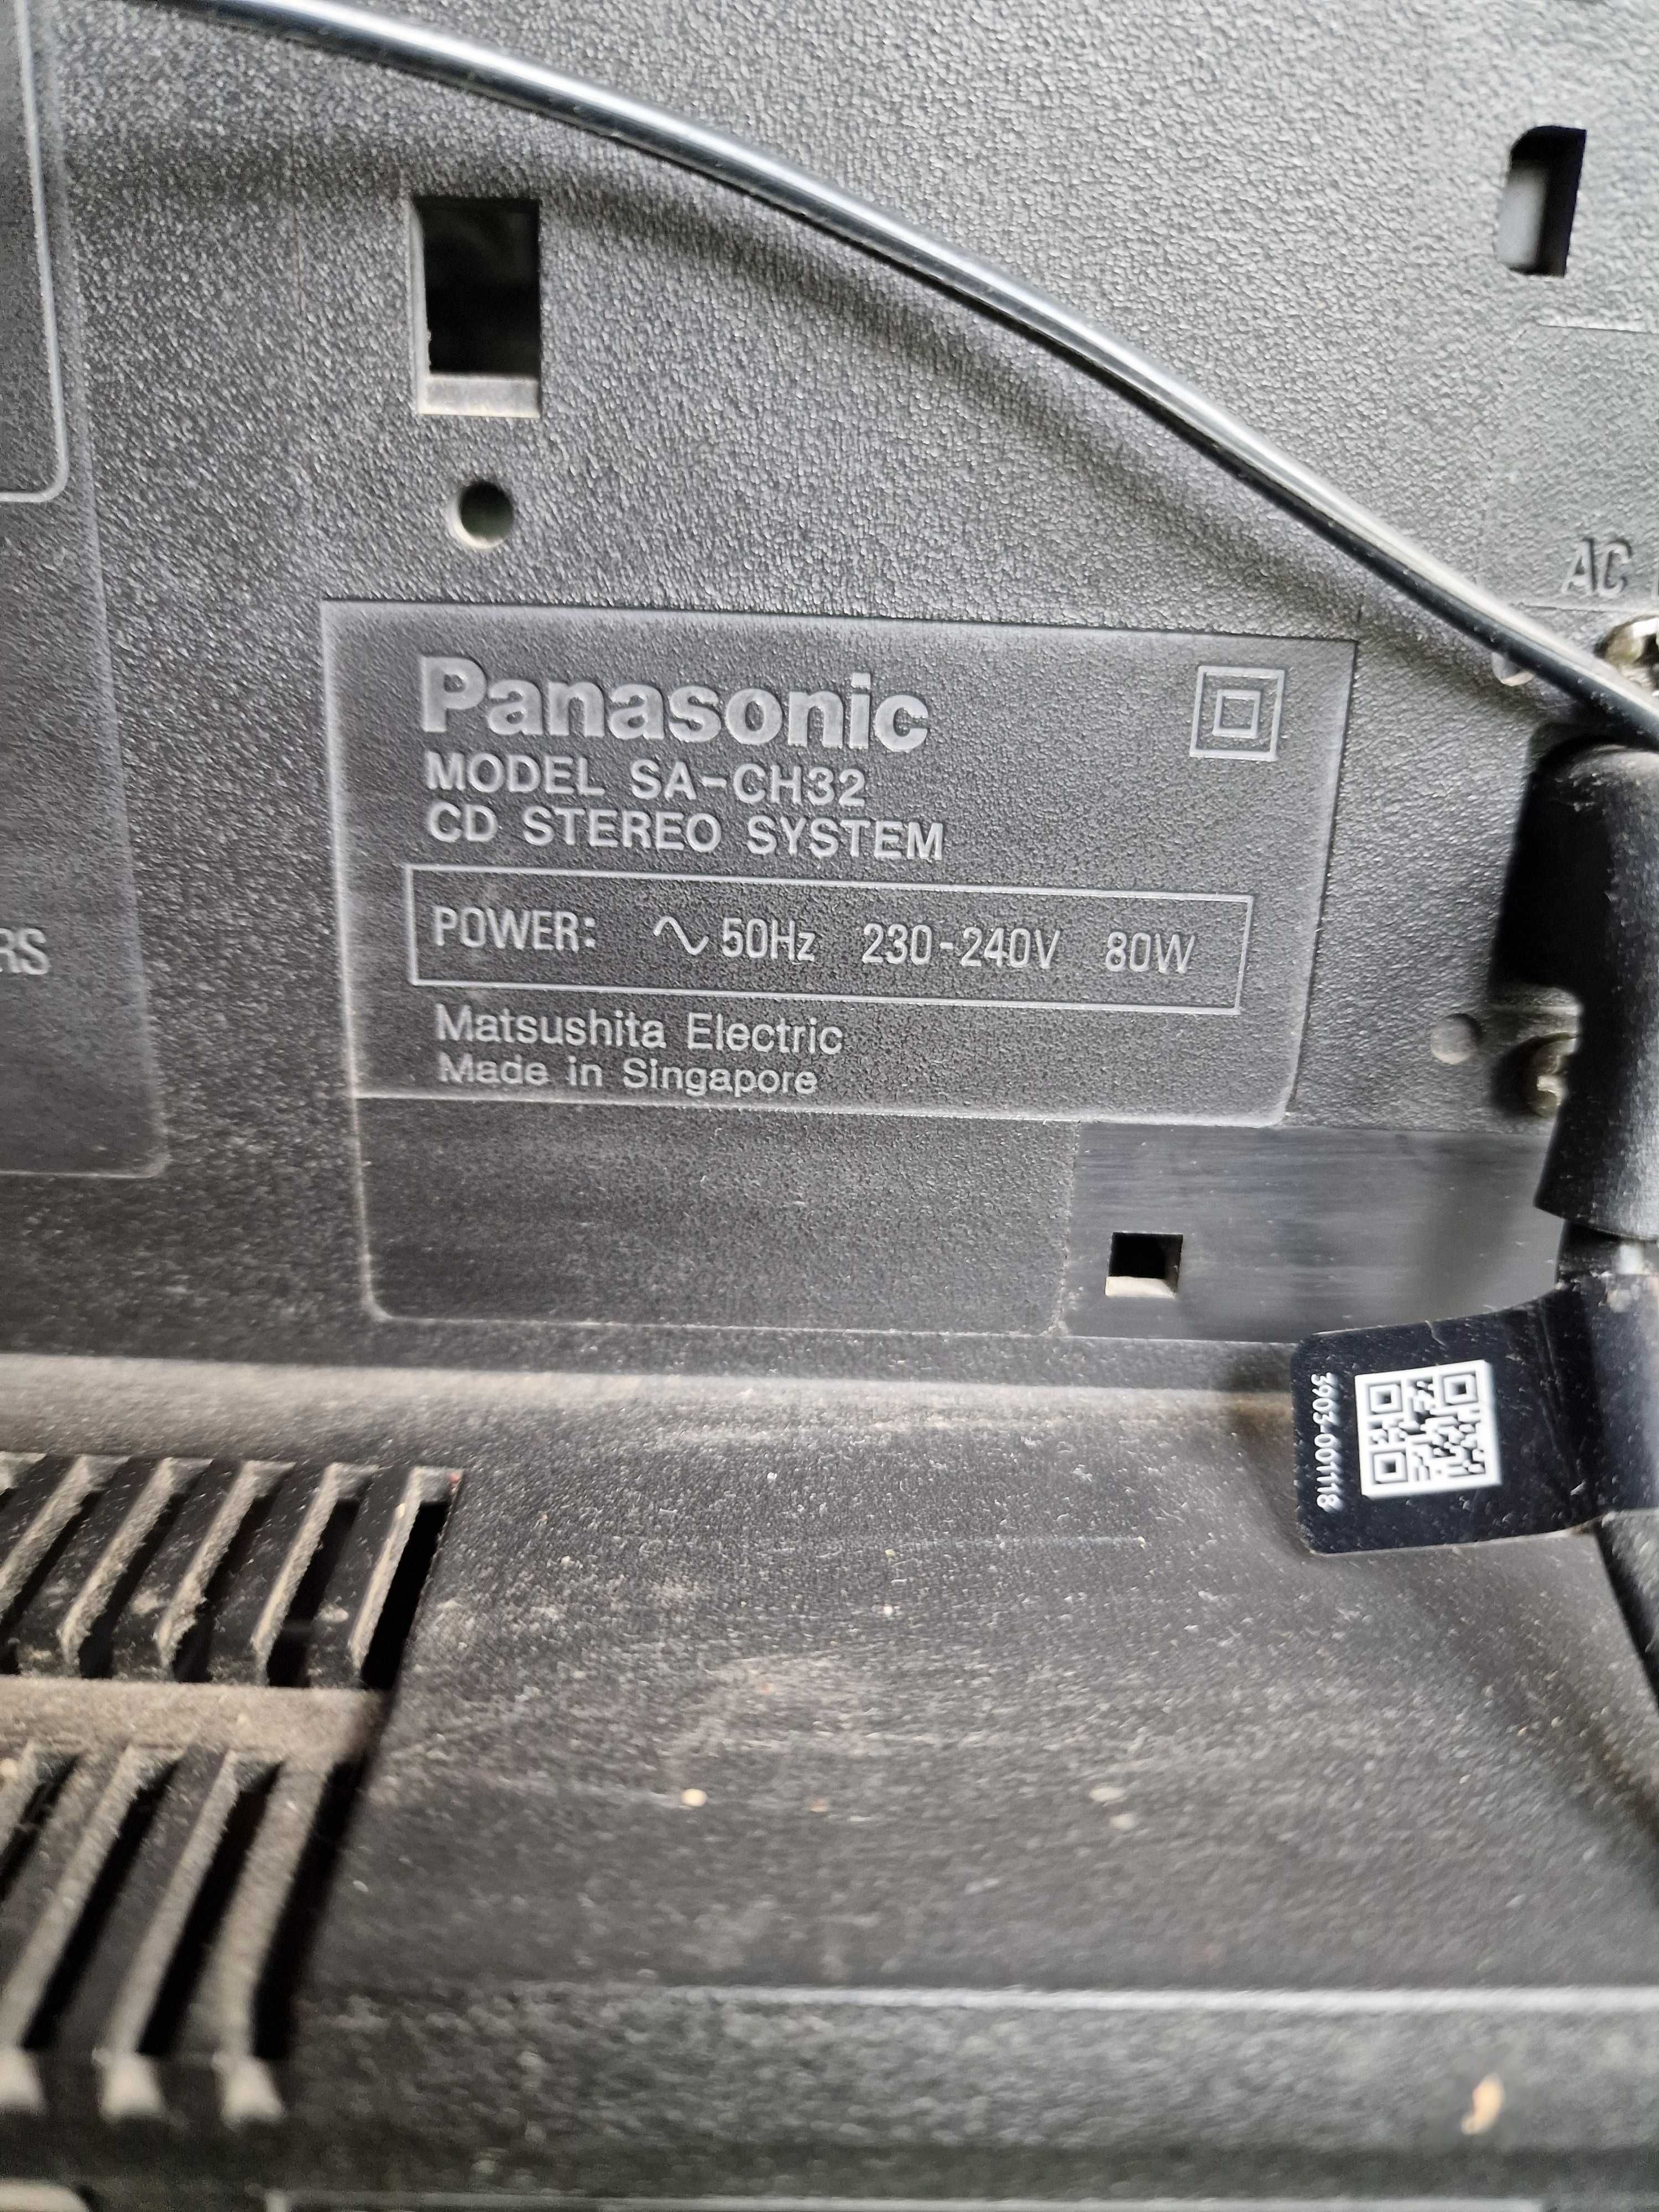 AC
Panasonic
MODEL SA-CH32
CD STEREO SYSTEM
RS
POWER: ∿ 50Hz 230-240V 80W
Matsushita Electric
Made in Singapore
3903-001118